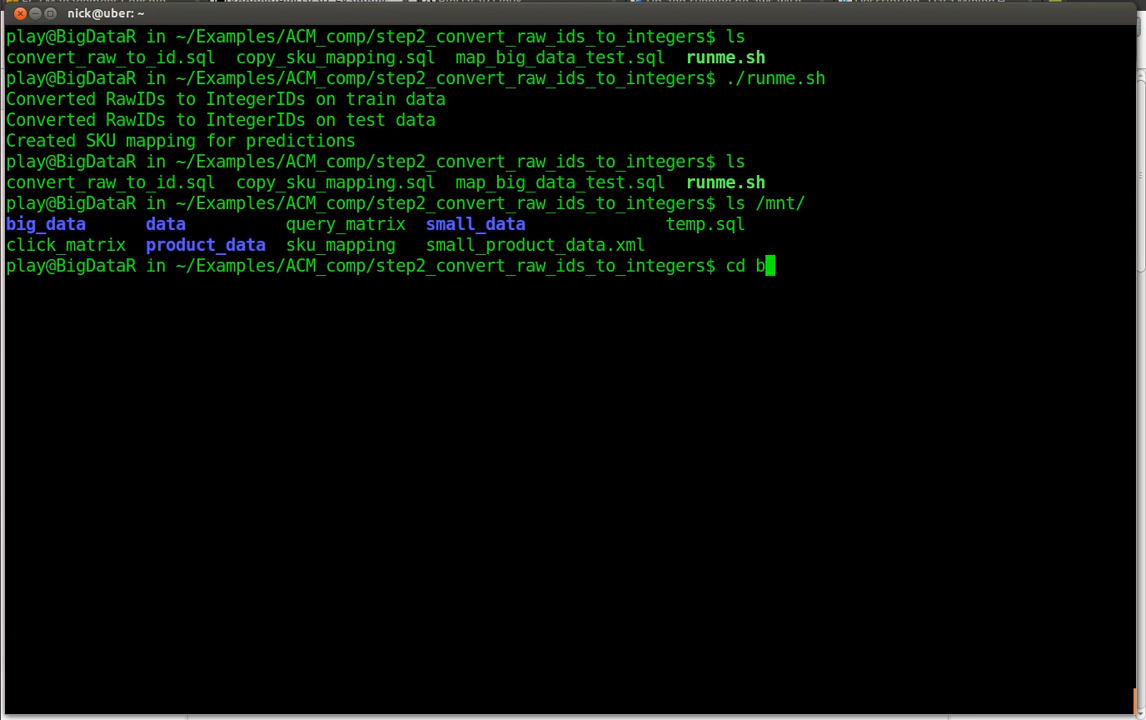 nick@uber: ~
play@BigDataR in ~/Examples/ACM_comp/step2_convert_raw_ids_to_integers$ ls
convert_raw_to_id.sql  copy_sku_mapping.sql  map_big_data_test.sql  runme.sh
play@BigDataR in ~/Examples/ACM_comp/step2_convert_raw_ids_to_integers$ ./runme.sh
Converted RawIDs to IntegerIDs on train data
Converted RawIDs to IntegerIDs on test data
Created SKU mapping for predictions
play@BigDataR in ~/Examples/ACM_comp/step2_convert_raw_ids_to_integers$ ls
convert_raw_to_id.sql  copy_sku_mapping.sql  map_big_data_test.sql  runme.sh
play@BigDataR in ~/Examples/ACM_comp/step2_convert_raw_ids_to_integers$ ls /mnt/
big_data      data          query_matrix  small_data              temp.sql
click_matrix  product_data  sku_mapping   small_product_data.xml
play@BigDataR in ~/Examples/ACM_comp/step2_convert_raw_ids_to_integers$ cd b